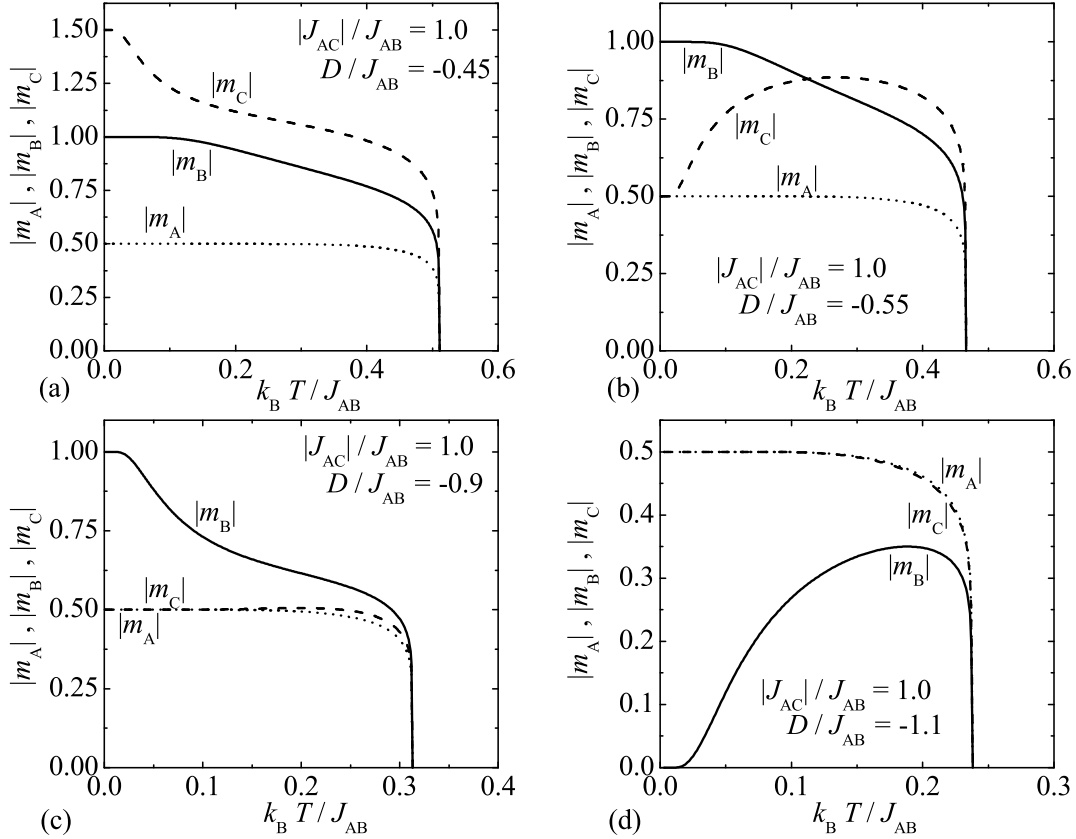 |J_AC| / J_AB = 1.0
D / J_AB = -0.45
|m_C|
|m_B|
|m_A|
1.50
1.25
1.00
0.75
0.50
0.25
0.00
|m_A| , |m_B| , |m_C|
0.0 0.2 0.4 0.6
k_B T / J_AB
(a)
|m_B|
|m_C|
|m_A|
|J_AC| / J_AB = 1.0
D / J_AB = -0.55
1.00
0.75
0.50
0.25
0.00
|m_A| , |m_B| , |m_C|
0.0 0.2 0.4 0.6
k_B T / J_AB
(b)
|J_AC| / J_AB = 1.0
D / J_AB = -0.9
|m_B|
|m_C|
|m_A|
1.00
0.75
0.50
0.25
0.00
|m_A| , |m_B| , |m_C|
0.0 0.1 0.2 0.3 0.4
k_B T / J_AB
(c)
|m_A|
|m_C|
|m_B|
|J_AC| / J_AB = 1.0
D / J_AB = -1.1
0.5
0.4
0.3
0.2
0.1
0.0
|m_A| , |m_B| , |m_C|
0.0 0.1 0.2 0.3
k_B T / J_AB
(d)